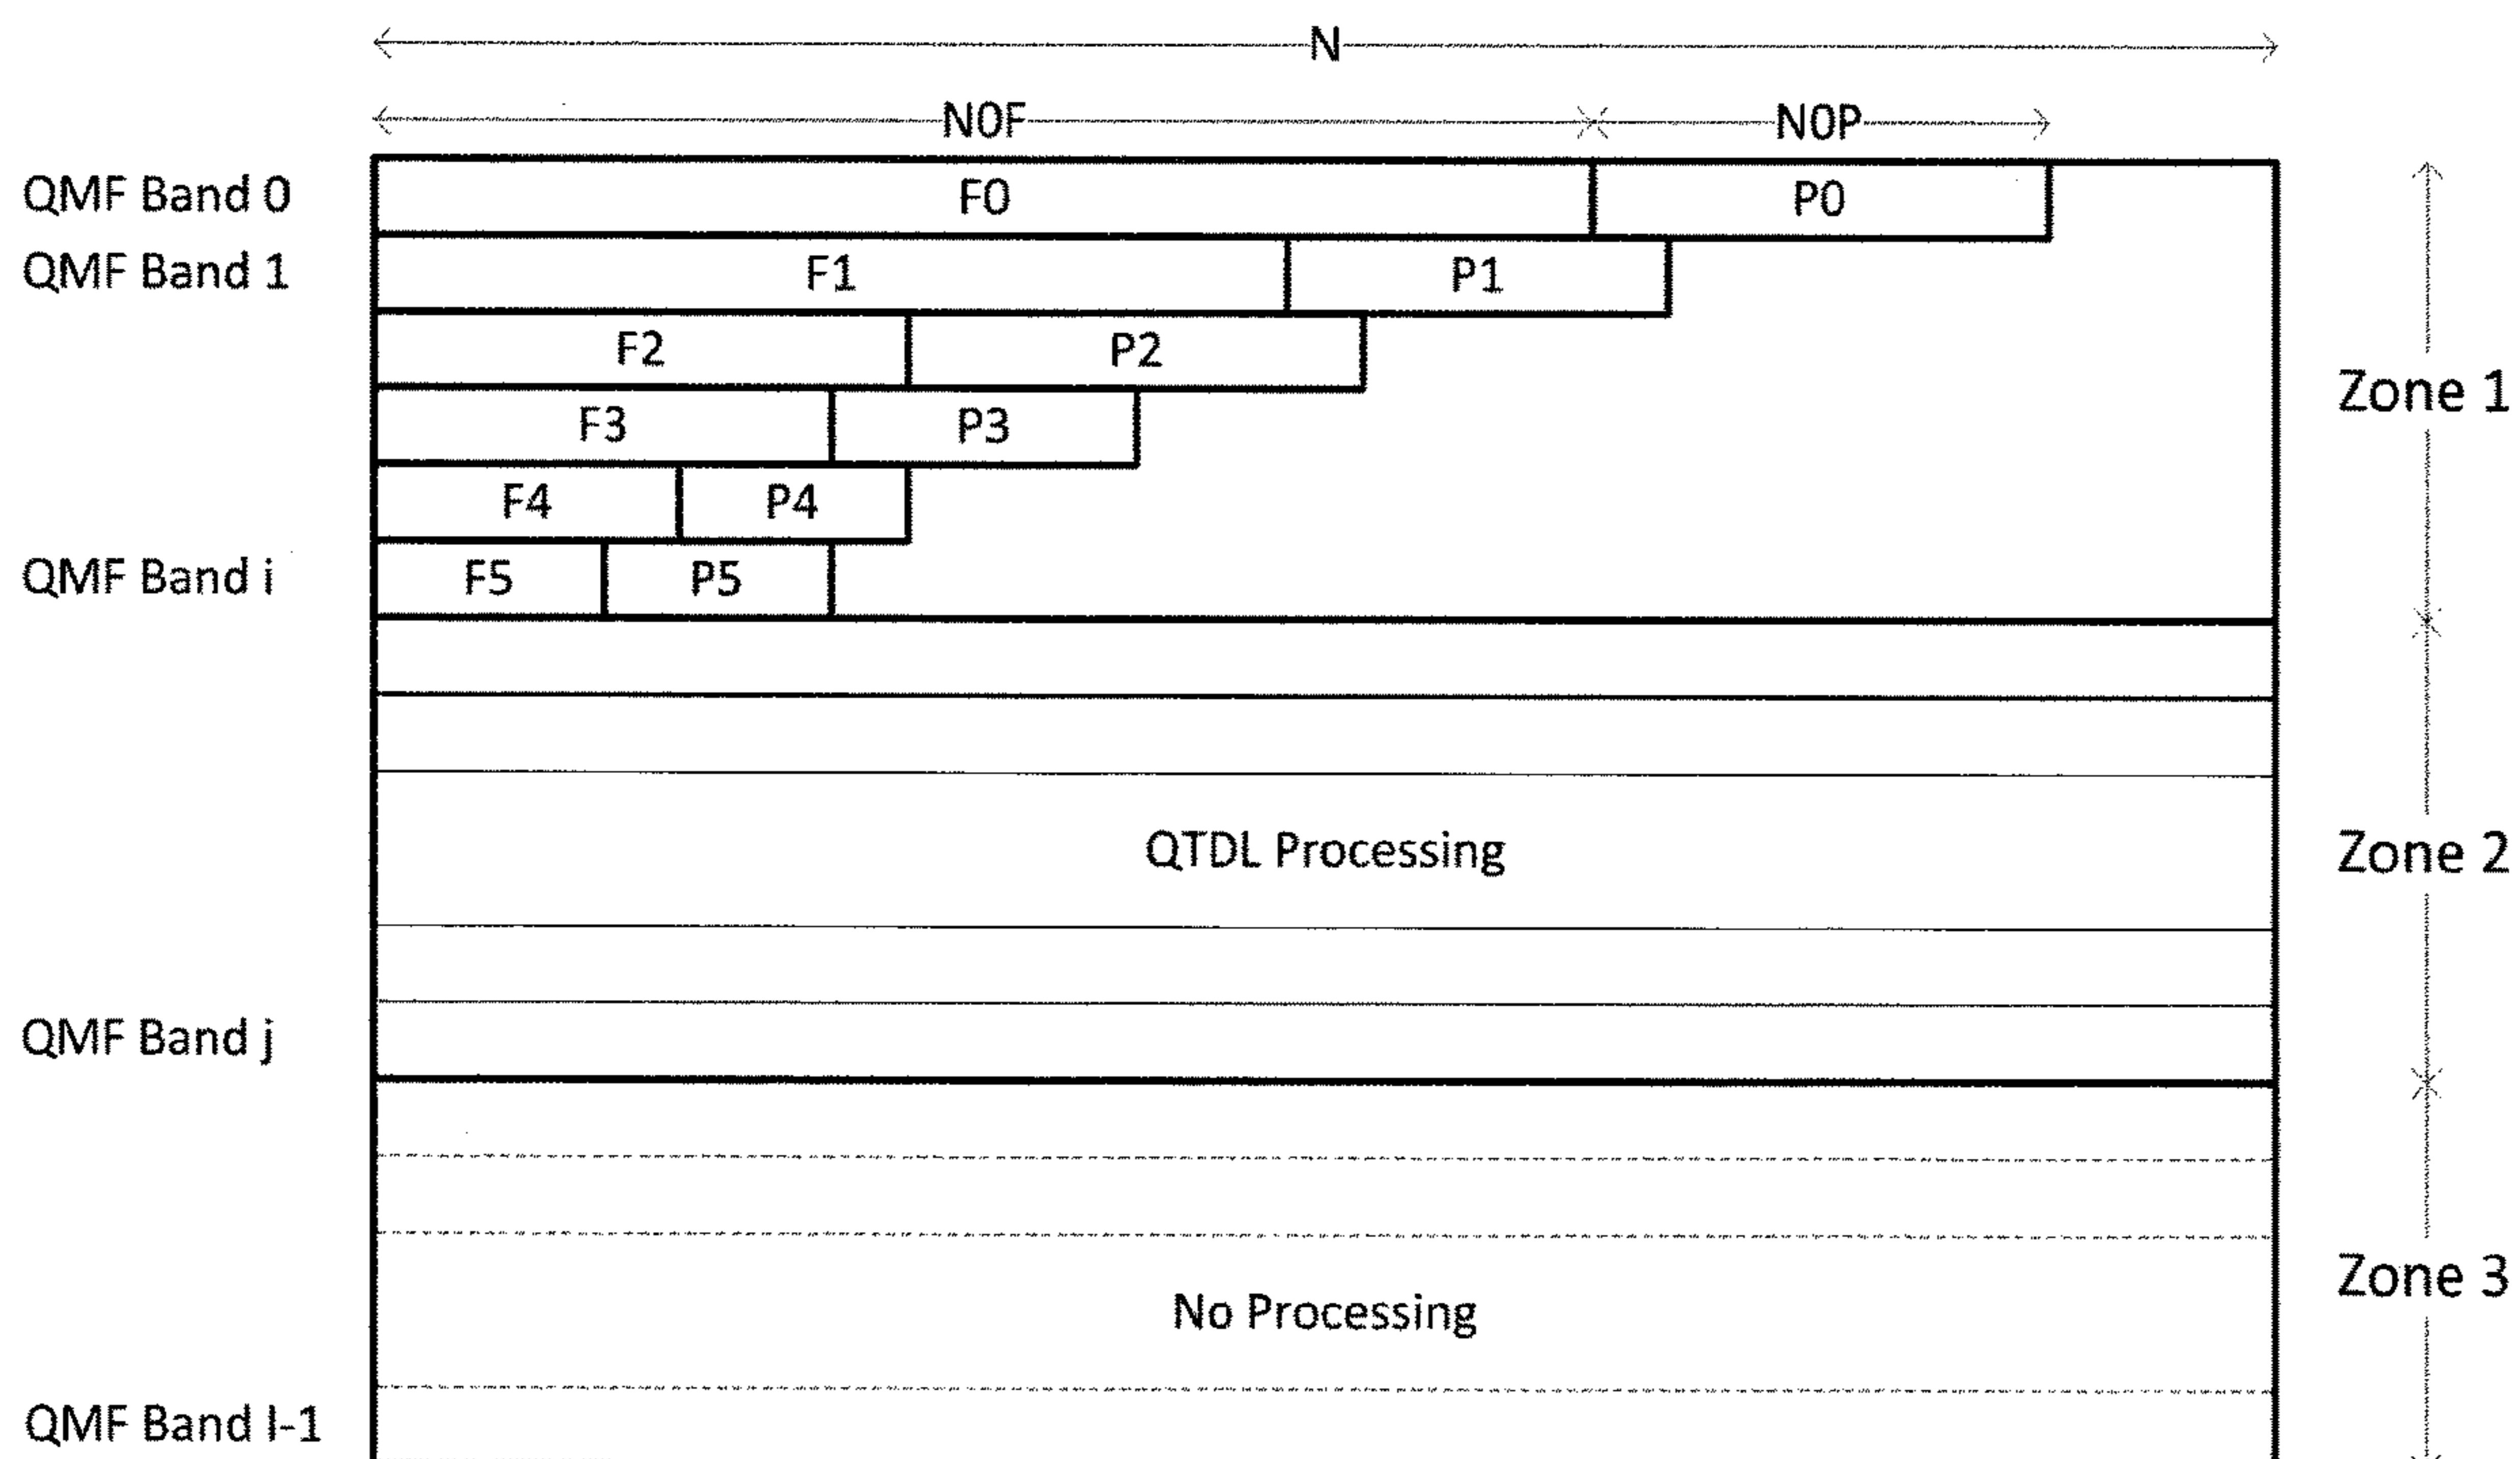 N
N0F N0P
QMF Band 0 F0 P0
QMF Band 1 F1 P1
F2 P2
F3 P3
Zone 1
F4 P4
QMF Band i F5 P5
QTDL Processing
Zone 2
QMF Band j
Zone 3
No Processing
QMF Band l-1